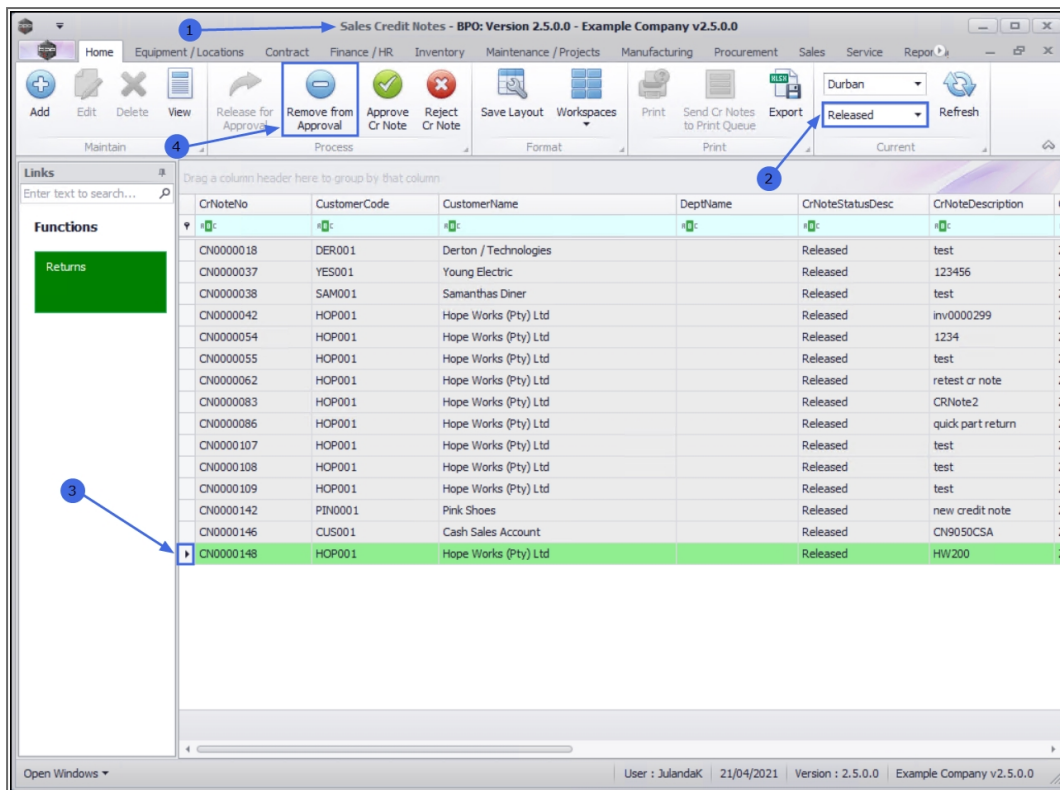 1
Sales Credit Notes - BPO: Version 2.5.0.0 - Example Company v2.5.0.0
Home Equipment / Locations Contract Finance / HR Inventory Maintenance / Projects Manufacturing Procurement Sales Service Repor
Add Edit Delete View Release for Approval Remove from Approval Approve Cr Note Reject Cr Note Save Layout Workspaces Print Send Cr Notes to Print Queue Export Durban Released Refresh
Maintain Process Format Print Current
4
2
Links
Enter text to search...
Functions
Returns
3
Drag a column header here to group by that column
CrNoteNo CustomerCode CustomerName DeptName CrNoteStatusDesc CrNoteDescription
CN0000018 DER001 Derton / Technologies Released test
CN0000037 YES001 Young Electric Released 123456
CN0000038 SAM001 Samanthas Diner Released test
CN0000042 HOP001 Hope Works (Pty) Ltd Released inv0000299
CN0000054 HOP001 Hope Works (Pty) Ltd Released 1234
CN0000055 HOP001 Hope Works (Pty) Ltd Released test
CN0000062 HOP001 Hope Works (Pty) Ltd Released retest cr note
CN0000083 HOP001 Hope Works (Pty) Ltd Released CRNote2
CN0000086 HOP001 Hope Works (Pty) Ltd Released quick part return
CN0000107 HOP001 Hope Works (Pty) Ltd Released test
CN0000108 HOP001 Hope Works (Pty) Ltd Released test
CN0000109 HOP001 Hope Works (Pty) Ltd Released test
CN0000142 PIN0001 Pink Shoes Released new credit note
CN0000146 CUS001 Cash Sales Account Released CN9050CSA
CN0000148 HOP001 Hope Works (Pty) Ltd Released HW200
Open Windows User : JulandaK 21/04/2021 Version : 2.5.0.0 Example Company v2.5.0.0